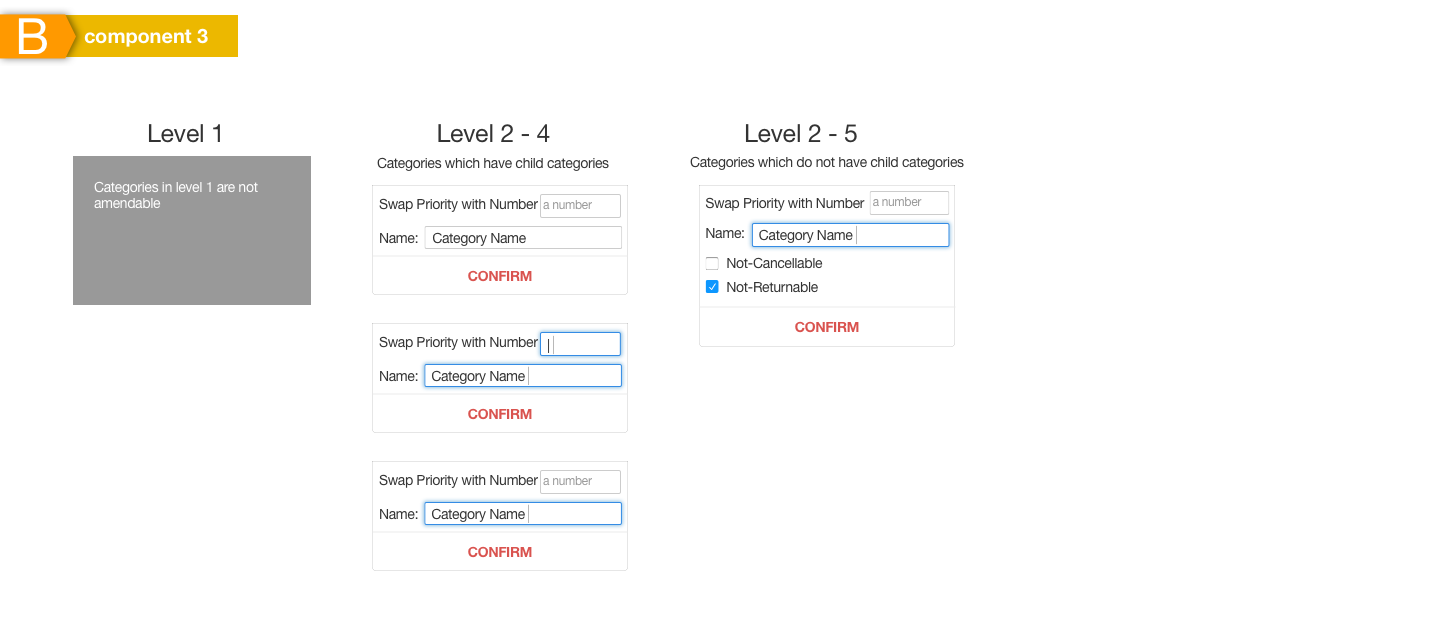 B
component 3
Level 1
Categories in level 1 are not
amendable
Level 2 - 4
Categories which have child categories
Swap Priority with Number a number
Name: Category Name
CONFIRM
Swap Priority with Number
Name: Category Name
CONFIRM
Swap Priority with Number a number
Name: Category Name
CONFIRM
Level 2 - 5
Categories which do not have child categories
Swap Priority with Number a number
Name: Category Name
Not-Cancellable
Not-Returnable
CONFIRM